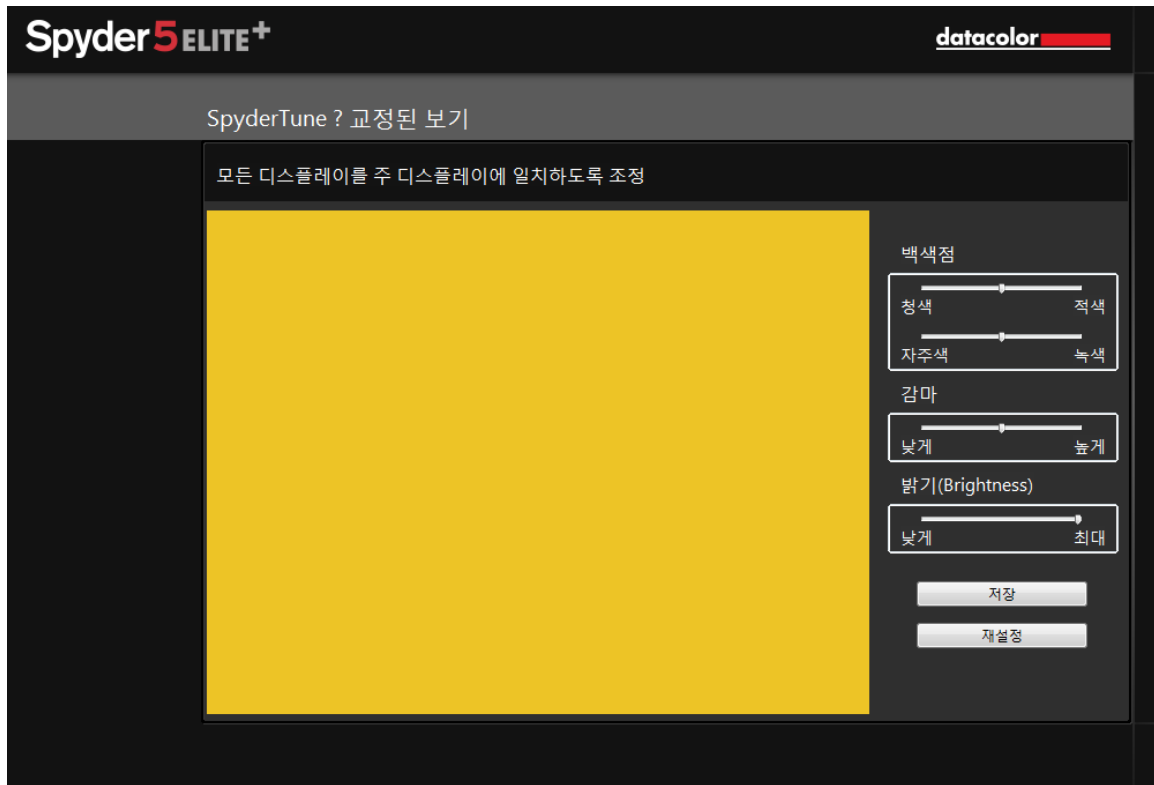 Spyder5ELITE+
datacolor
SpyderTune ? 교정된 보기
모든 디스플레이를 주 디스플레이에 일치하도록 조정
백색점
청색 적색
자주색 녹색
감마
낮게 높게
밝기(Brightness)
낮게 최대
저장
재설정